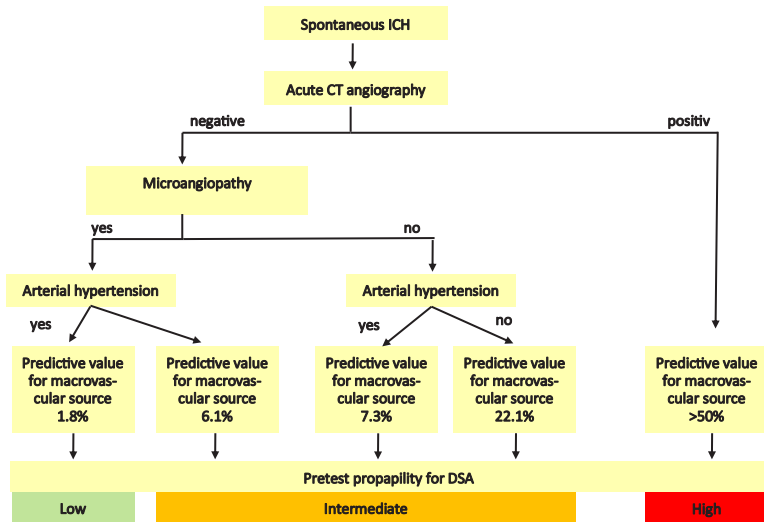 Spontaneous ICH
Acute CT angiography
negative
positiv
Microangiopathy
yes
no
Arterial hypertension
Arterial hypertension
yes
yes
no
Predictive value
for macrovas-
cular source
1.8%
Predictive value
for macrovas-
cular source
6.1%
Predictive value
for macrovas-
cular source
7.3%
Predictive value
for macrovas-
cular source
22.1%
Predictive value
for macrovas-
cular source
>50%
Pretest propapility for DSA
Low
Intermediate
High